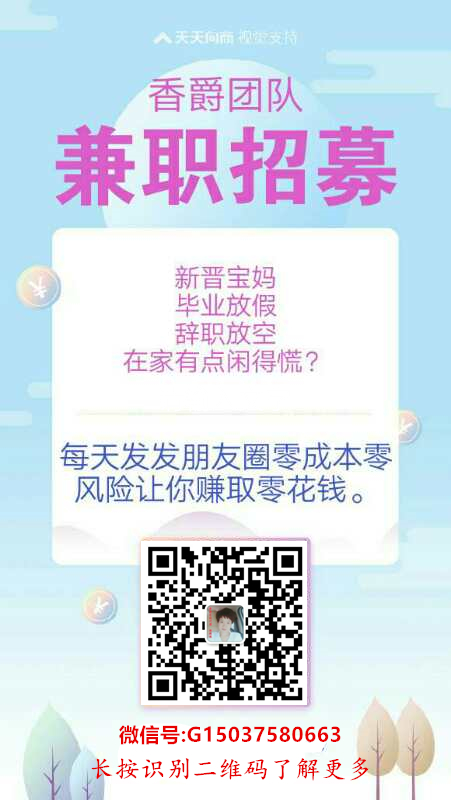 天天向商 视觉支持
香爵团队
兼职招募
新晋宝妈
毕业放假
辞职放空
在家有点闲得慌？
每天发发朋友圈零成本零
风险让你赚取零花钱。
微信号:G15037580663
长按识别二维码了解更多